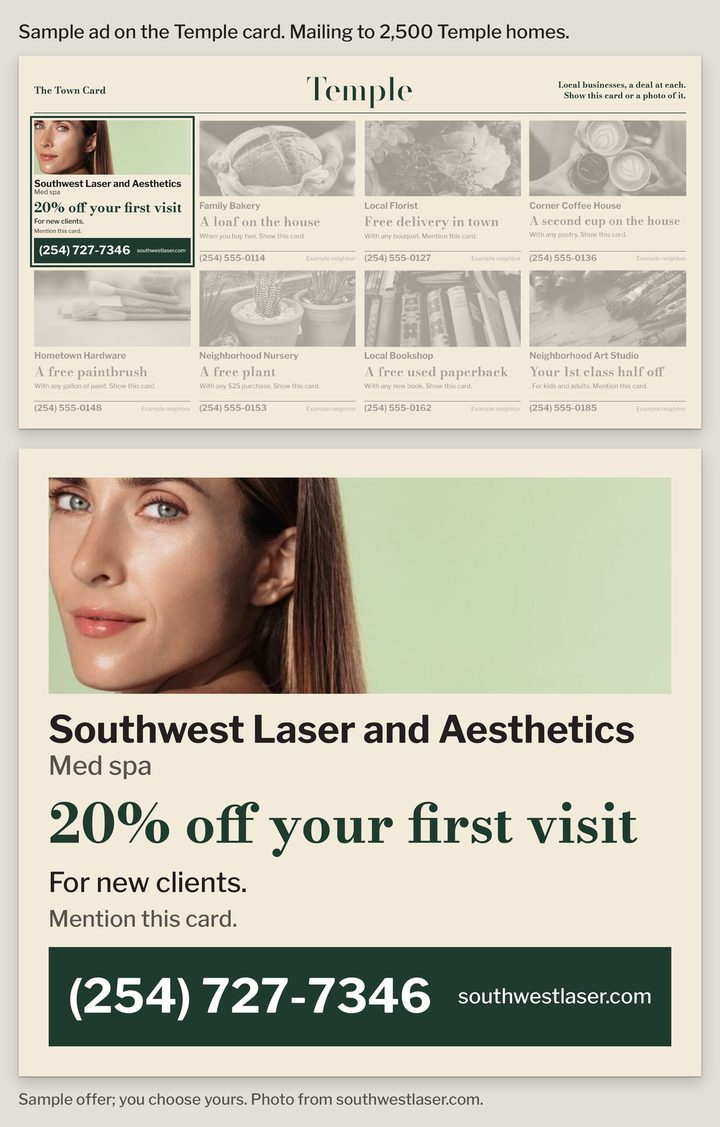 Sample ad on the Temple card. Mailing to 2,500 Temple homes.
The Town Card
Temple
Local businesses, a deal at each.
Show this card or a photo of it.
Southwest Laser and Aesthetics
Med spa
20% off your first visit
For new clients.
Mention this card.
(254) 727-7346 southwestlaser.com
Family Bakery
A loaf on the house
When you buy two. Show this card.
(254) 555-0114 Example neighbor
Local Florist
Free delivery in town
With any bouquet. Mention this card.
(254) 555-0127 Example neighbor
Corner Coffee House
A second cup on the house
With any pastry. Show this card.
(254) 555-0136 Example neighbor
Hometown Hardware
A free paintbrush
With any gallon of paint. Show this card.
(254) 555-0148 Example neighbor
Neighborhood Nursery
A free plant
With any $25 purchase. Show this card.
(254) 555-0153 Example neighbor
Local Bookshop
A free used paperback
With any new book. Show this card.
(254) 555-0162 Example neighbor
Neighborhood Art Studio
Your 1st class half off
For kids and adults. Mention this card.
(254) 555-0185 Example neighbor
Southwest Laser and Aesthetics
Med spa
20% off your first visit
For new clients.
Mention this card.
(254) 727-7346 southwestlaser.com
Sample offer; you choose yours. Photo from southwestlaser.com.